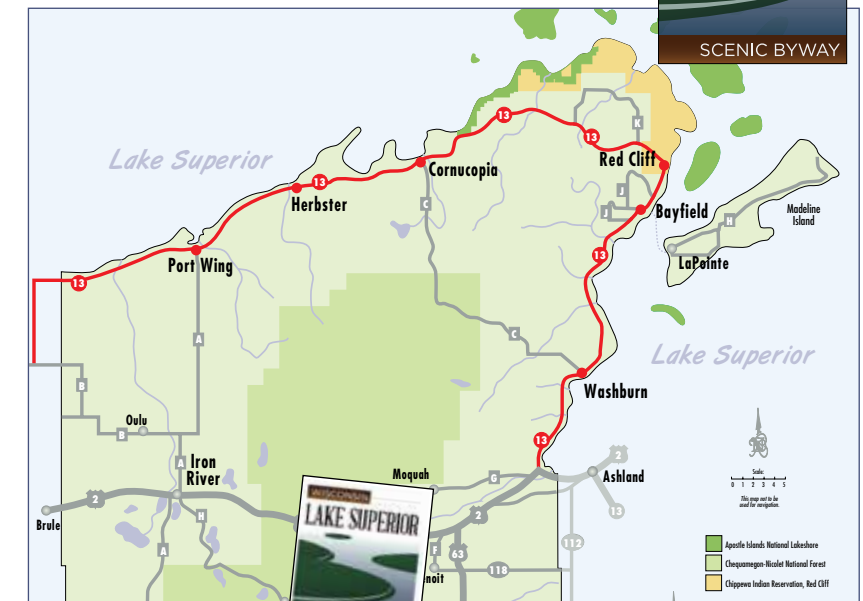 SCENIC BYWAY
Lake Superior
13
K
13
Red Cliff
Cornucopia
13
Herbster
C
J
J
Bayfield
H
Madeline
Island
13
LaPointe
Port Wing
13
A
C
Lake Superior
B
Washburn
Oulu
B
13
A
Iron
River
Moquah
G
2
Ashland
Scale:
0 1 2 3 4 5
This map not to be
used for navigation.
2
Brule
H
WISCONSIN
LAKE SUPERIOR
2
13
A
F
63
112
noit
118
Apostle Islands National Lakeshore
Chequamegon-Nicolet National Forest
Chippewa Indian Reservation, Red Cliff